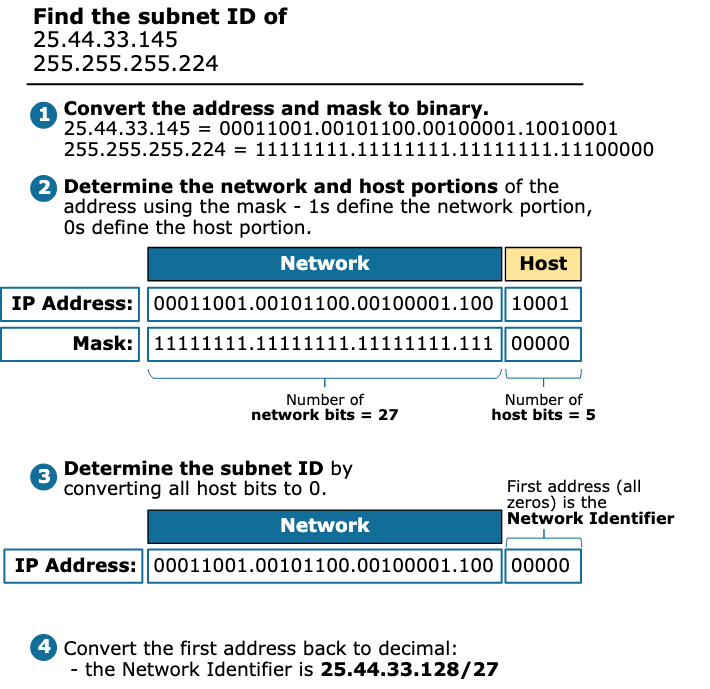 Find the subnet ID of
25.44.33.145
255.255.255.224
1 Convert the address and mask to binary.
25.44.33.145 = 00011001.00101100.00100001.10010001
255.255.255.224 = 11111111.11111111.11111111.11100000
2 Determine the network and host portions of the
address using the mask - 1s define the network portion,
0s define the host portion.
Network Host
IP Address: 00011001.00101100.00100001.100 10001
Mask: 11111111.11111111.11111111.111 00000
Number of
network bits = 27
Number of
host bits = 5
3 Determine the subnet ID by
converting all host bits to 0.
First address (all
zeros) is the
Network Identifier
Network
IP Address: 00011001.00101100.00100001.100 00000
4 Convert the first address back to decimal:
- the Network Identifier is 25.44.33.128/27